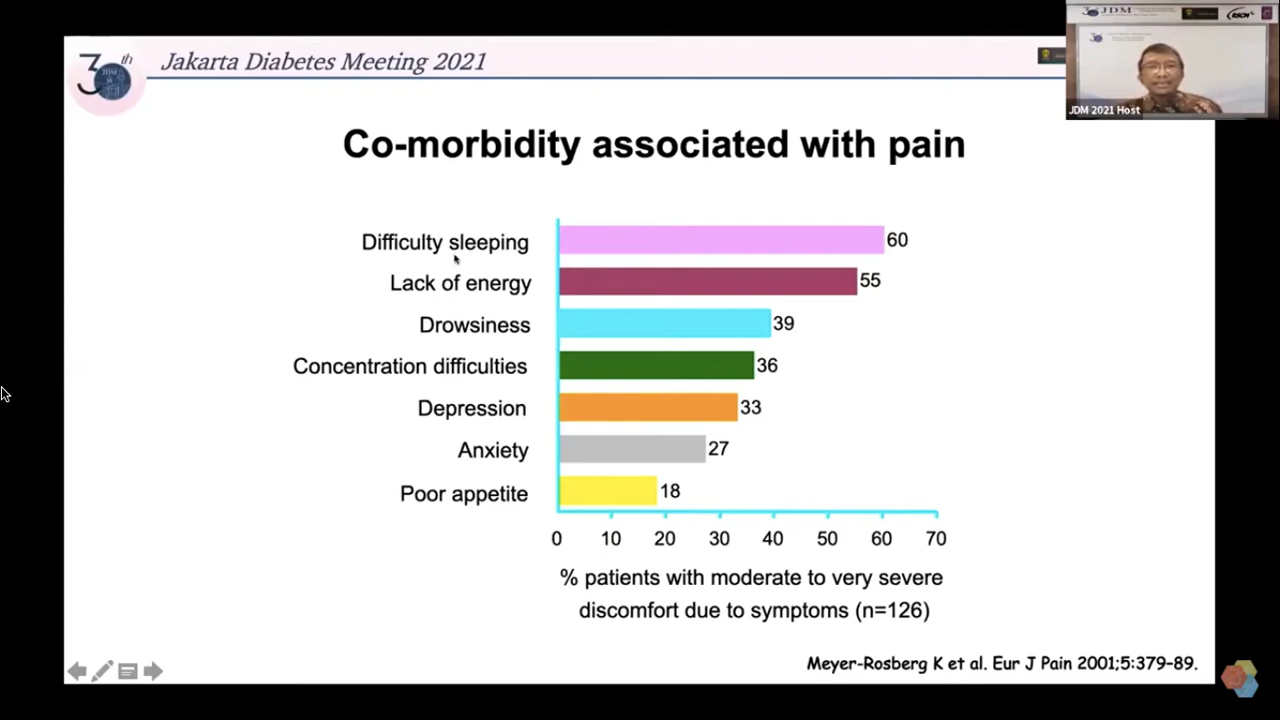 30th
JDM
Jakarta Diabetes Meeting 2021
JDM
JDM 2021 Host
Co-morbidity associated with pain
Difficulty sleeping 60
Lack of energy 55
Drowsiness 39
Concentration difficulties 36
Depression 33
Anxiety 27
Poor appetite 18
0 10 20 30 40 50 60 70
% patients with moderate to very severe
discomfort due to symptoms (n=126)
Meyer-Rosberg K et al. Eur J Pain 2001;5:379–89.